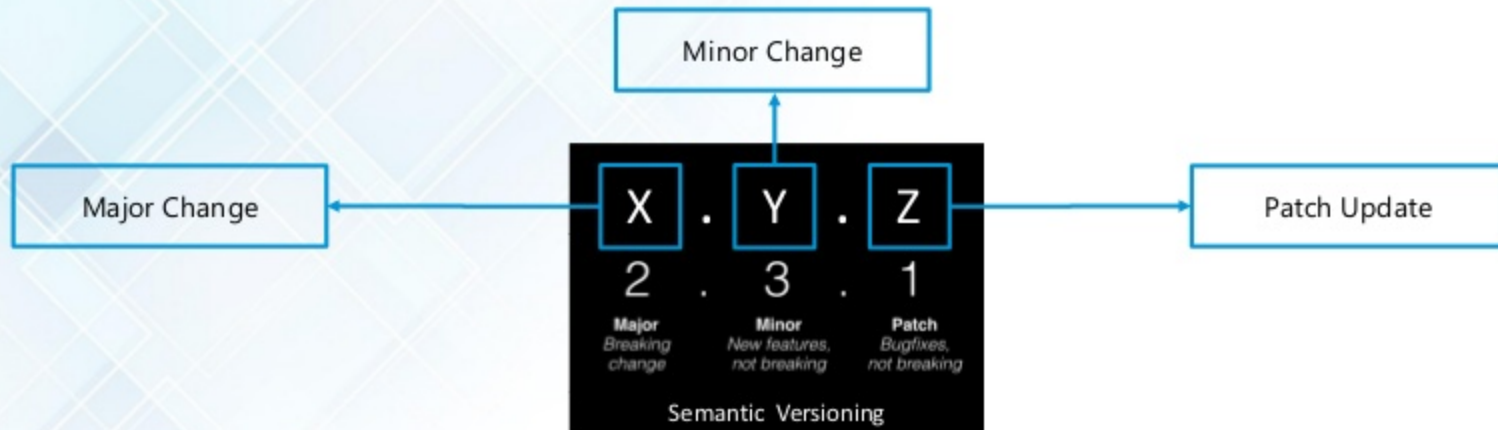 Minor Change
Major Change
X . Y . Z
Patch Update
2 . 3 . 1
Major Minor Patch
Breaking New features, Bugfixes,
change not breaking not breaking
Semantic Versioning